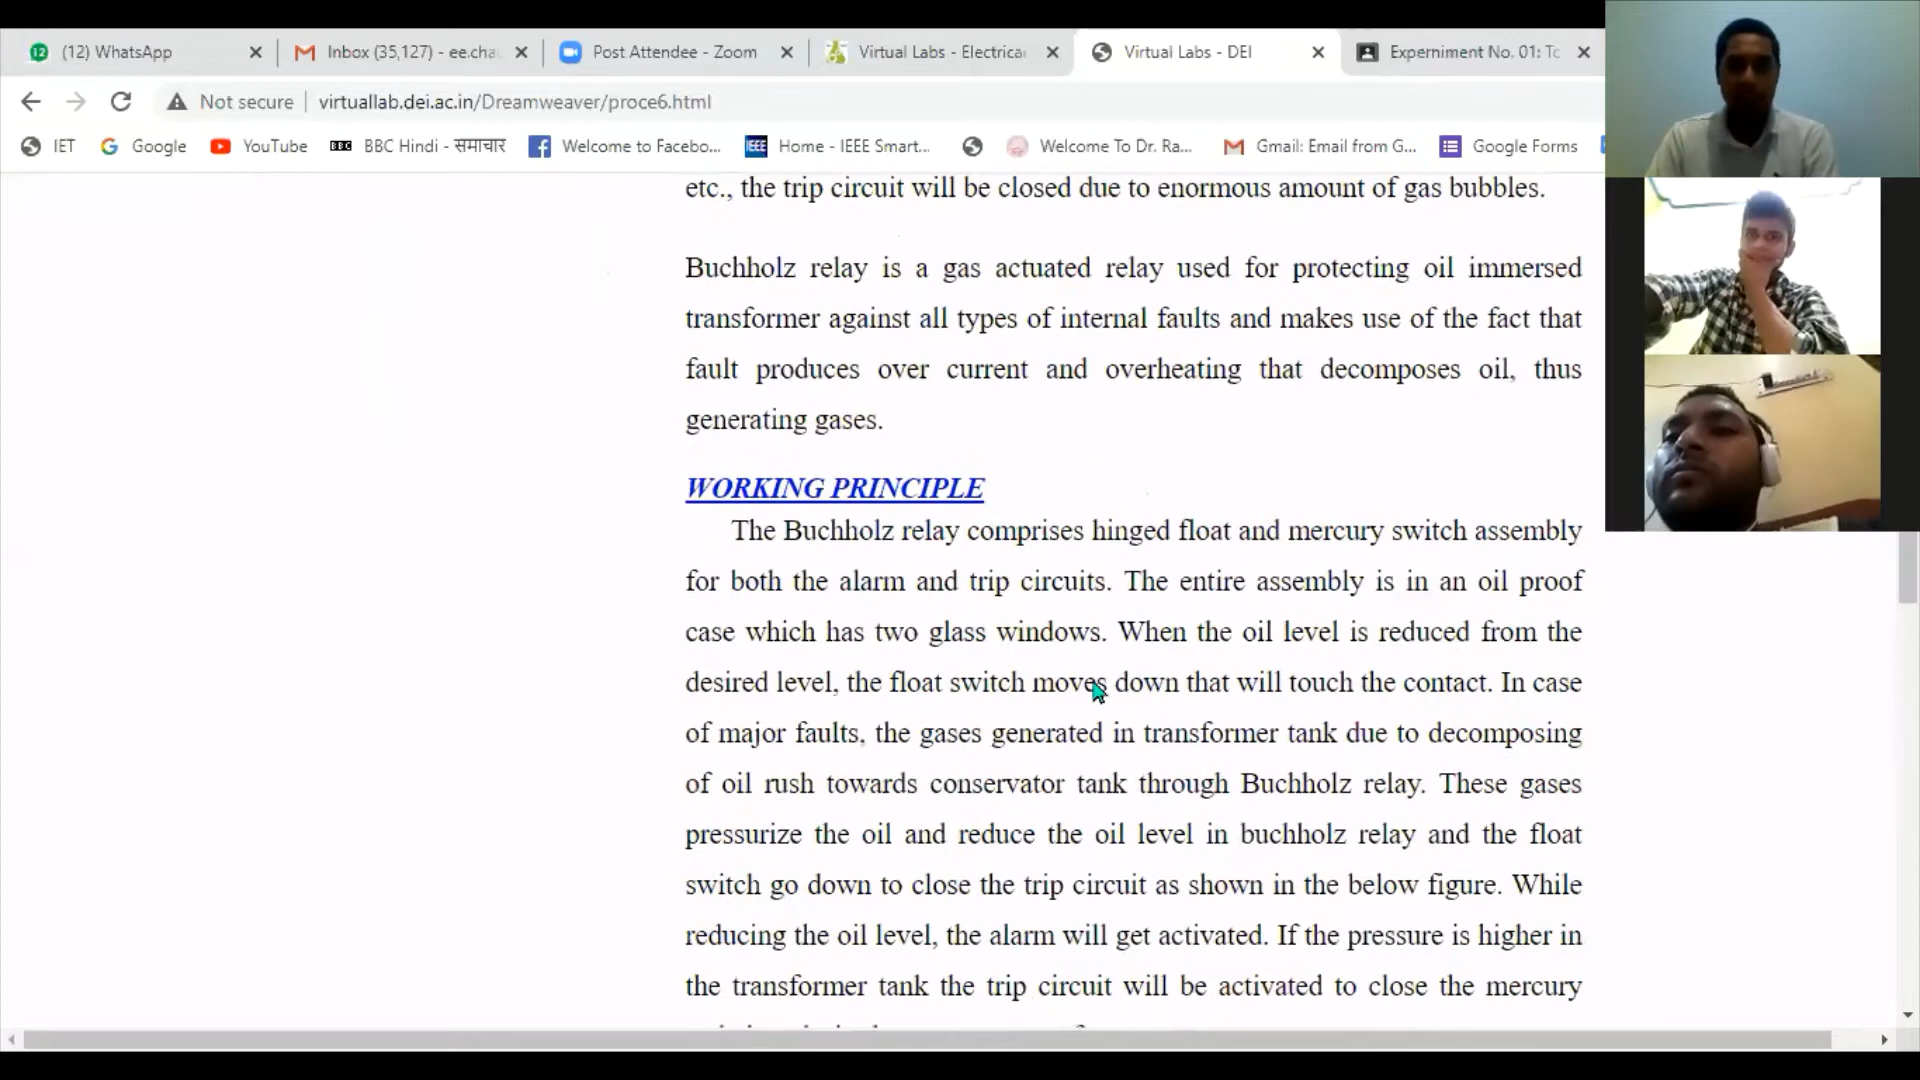 12 (12) WhatsApp
Inbox (35,127) - ee.cha
Post Attendee - Zoom
Virtual Labs - Electrical
Virtual Labs - DEI
Experniment No. 01: To
Not secure virtuallab.dei.ac.in/Dreamweaver/proce6.html
IET
Google
YouTube
BBC BBC Hindi - समाचार
Welcome to Facebo...
IEEE Home - IEEE Smart...
Welcome To Dr. Ra...
Gmail: Email from G...
Google Forms
etc., the trip circuit will be closed due to enormous amount of gas bubbles.
Buchholz relay is a gas actuated relay used for protecting oil immersed
transformer against all types of internal faults and makes use of the fact that
fault produces over current and overheating that decomposes oil, thus
generating gases.
WORKING PRINCIPLE
The Buchholz relay comprises hinged float and mercury switch assembly
for both the alarm and trip circuits. The entire assembly is in an oil proof
case which has two glass windows. When the oil level is reduced from the
desired level, the float switch moves down that will touch the contact. In case
of major faults, the gases generated in transformer tank due to decomposing
of oil rush towards conservator tank through Buchholz relay. These gases
pressurize the oil and reduce the oil level in buchholz relay and the float
switch go down to close the trip circuit as shown in the below figure. While
reducing the oil level, the alarm will get activated. If the pressure is higher in
the transformer tank the trip circuit will be activated to close the mercury